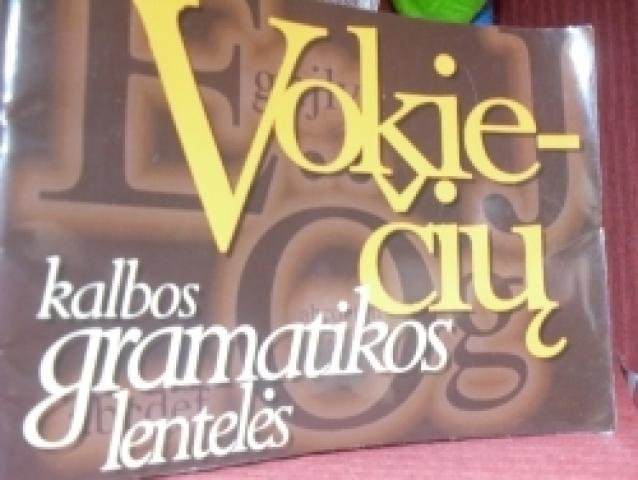 Vokie-
čių
kalbos
gramatikos
lentelės